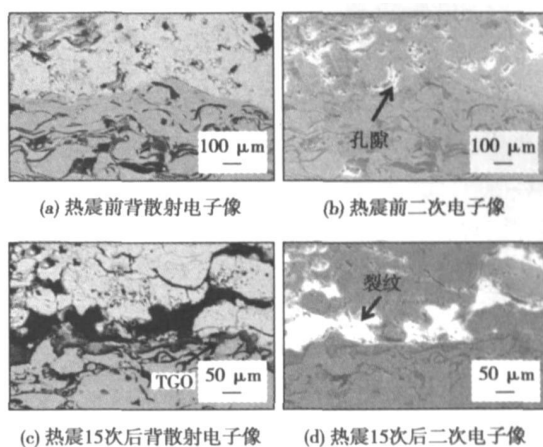 100 μm
孔隙
100 μm
(a) 热震前背散射电子像
(b) 热震前二次电子像
裂纹
TGO
50 μm
50 μm
(c) 热震15次后背散射电子像
(d) 热震15次后二次电子像